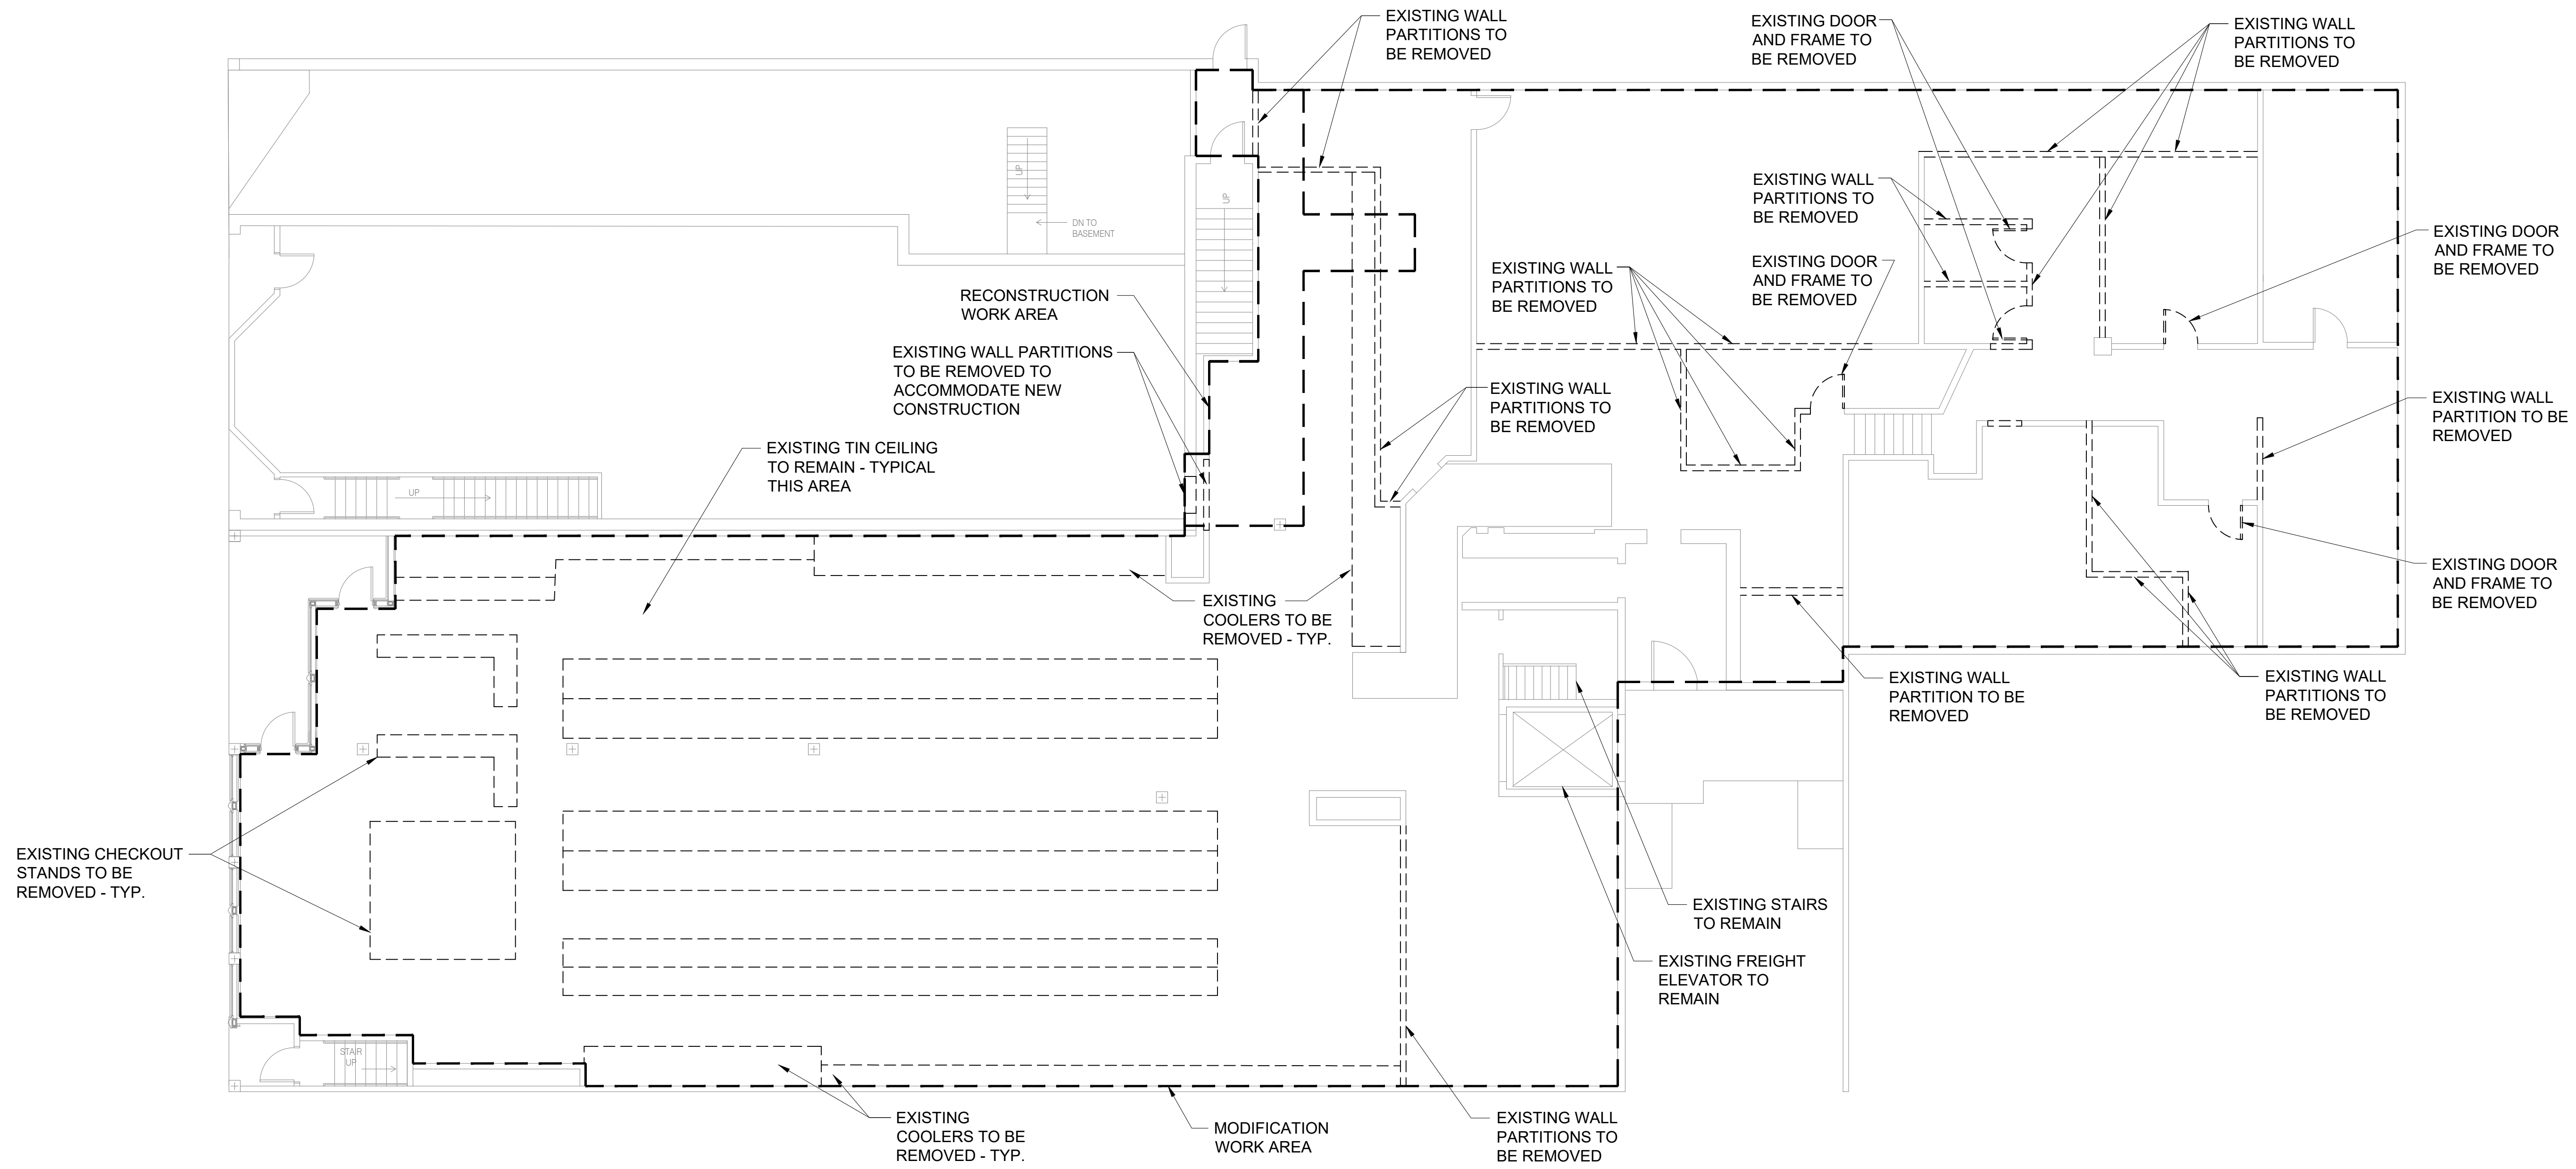 EXISTING WALL
PARTITIONS TO
BE REMOVED
EXISTING DOOR
AND FRAME TO
BE REMOVED
EXISTING WALL
PARTITIONS TO
BE REMOVED
UP
UP
DN TO
BASEMENT
EXISTING WALL
PARTITIONS TO
BE REMOVED
EXISTING DOOR
AND FRAME TO
BE REMOVED
EXISTING WALL
PARTITIONS TO
BE REMOVED
EXISTING DOOR
AND FRAME TO
BE REMOVED
RECONSTRUCTION
WORK AREA
EXISTING WALL PARTITIONS
TO BE REMOVED TO
ACCOMMODATE NEW
CONSTRUCTION
EXISTING WALL
PARTITIONS TO
BE REMOVED
EXISTING WALL
PARTITION TO BE
REMOVED
EXISTING TIN CEILING
TO REMAIN - TYPICAL
THIS AREA
UP
EXISTING
COOLERS TO BE
REMOVED - TYP.
EXISTING DOOR
AND FRAME TO
BE REMOVED
EXISTING WALL
PARTITION TO BE
REMOVED
EXISTING WALL
PARTITIONS TO
BE REMOVED
EXISTING CHECKOUT
STANDS TO BE
REMOVED - TYP.
EXISTING STAIRS
TO REMAIN
EXISTING FREIGHT
ELEVATOR TO
REMAIN
STAIR
UP
EXISTING
COOLERS TO BE
REMOVED - TYP.
MODIFICATION
WORK AREA
EXISTING WALL
PARTITIONS TO
BE REMOVED